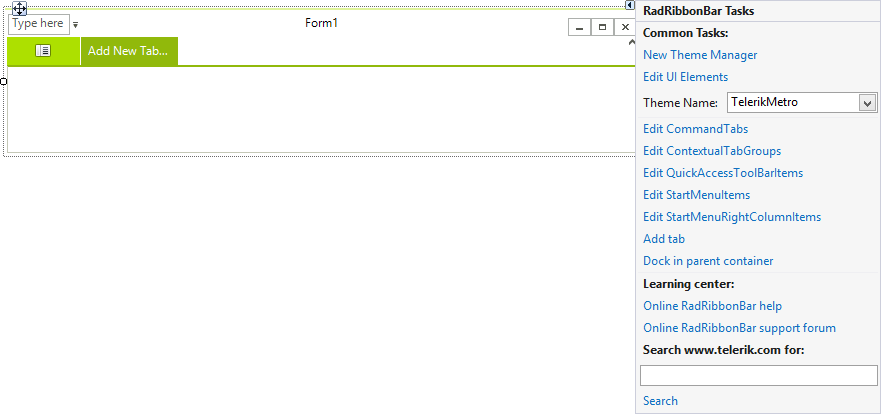 Type here
Form1
Add New Tab...
RadRibbonBar Tasks
Common Tasks:
New Theme Manager
Edit UI Elements
Theme Name: TelerikMetro
Edit CommandTabs
Edit ContextualTabGroups
Edit QuickAccessToolBarItems
Edit StartMenuItems
Edit StartMenuRightColumnItems
Add tab
Dock in parent container
Learning center:
Online RadRibbonBar help
Online RadRibbonBar support forum
Search www.telerik.com for:
Search